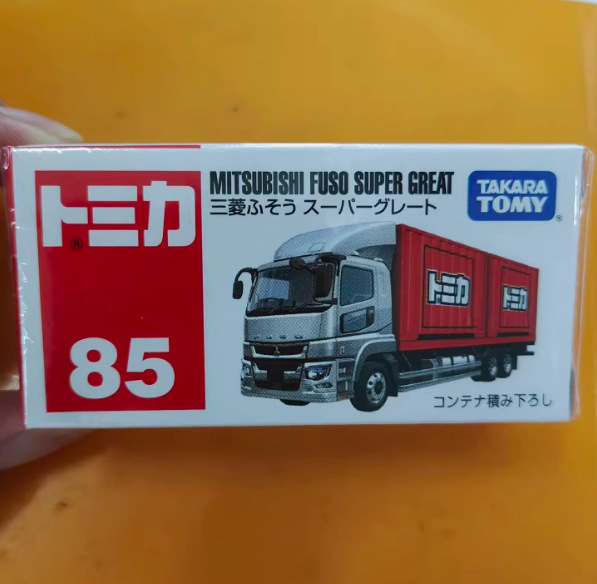 トミカ
®
85
MITSUBISHI FUSO SUPER GREAT
三菱ふそう スーパーグレート
TAKARA
TOMY
®
トミカ
トミカ
FUSO
コンテナ積み下ろし